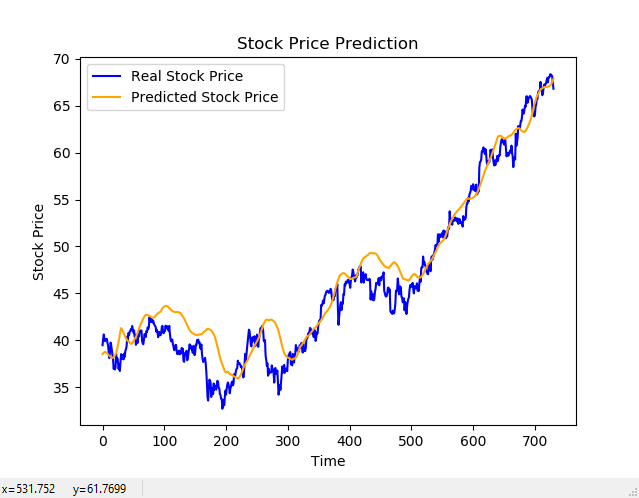 Stock Price Prediction
Real Stock Price
Predicted Stock Price
Stock Price
70
65
60
55
50
45
40
35
0 100 200 300 400 500 600 700
Time
x=531.752 y=61.7699